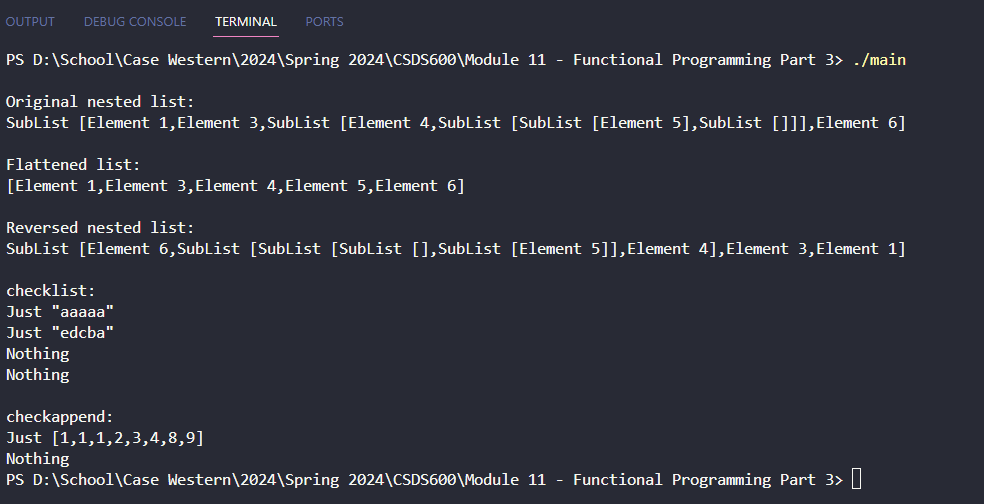 OUTPUT DEBUG CONSOLE TERMINAL PORTS
PS D:\School\Case Western\2024\Spring 2024\CSDS600\Module 11 - Functional Programming Part 3> ./main
Original nested list:
SubList [Element 1,Element 3,SubList [Element 4,SubList [SubList [Element 5],SubList []]],Element 6]
Flattened list:
[Element 1,Element 3,Element 4,Element 5,Element 6]
Reversed nested list:
SubList [Element 6,SubList [SubList [SubList [],SubList [Element 5]],Element 4],Element 3,Element 1]
checklist:
Just "aaaaa"
Just "edcba"
Nothing
Nothing
checkappend:
Just [1,1,1,2,3,4,8,9]
Nothing
PS D:\School\Case Western\2024\Spring 2024\CSDS600\Module 11 - Functional Programming Part 3>